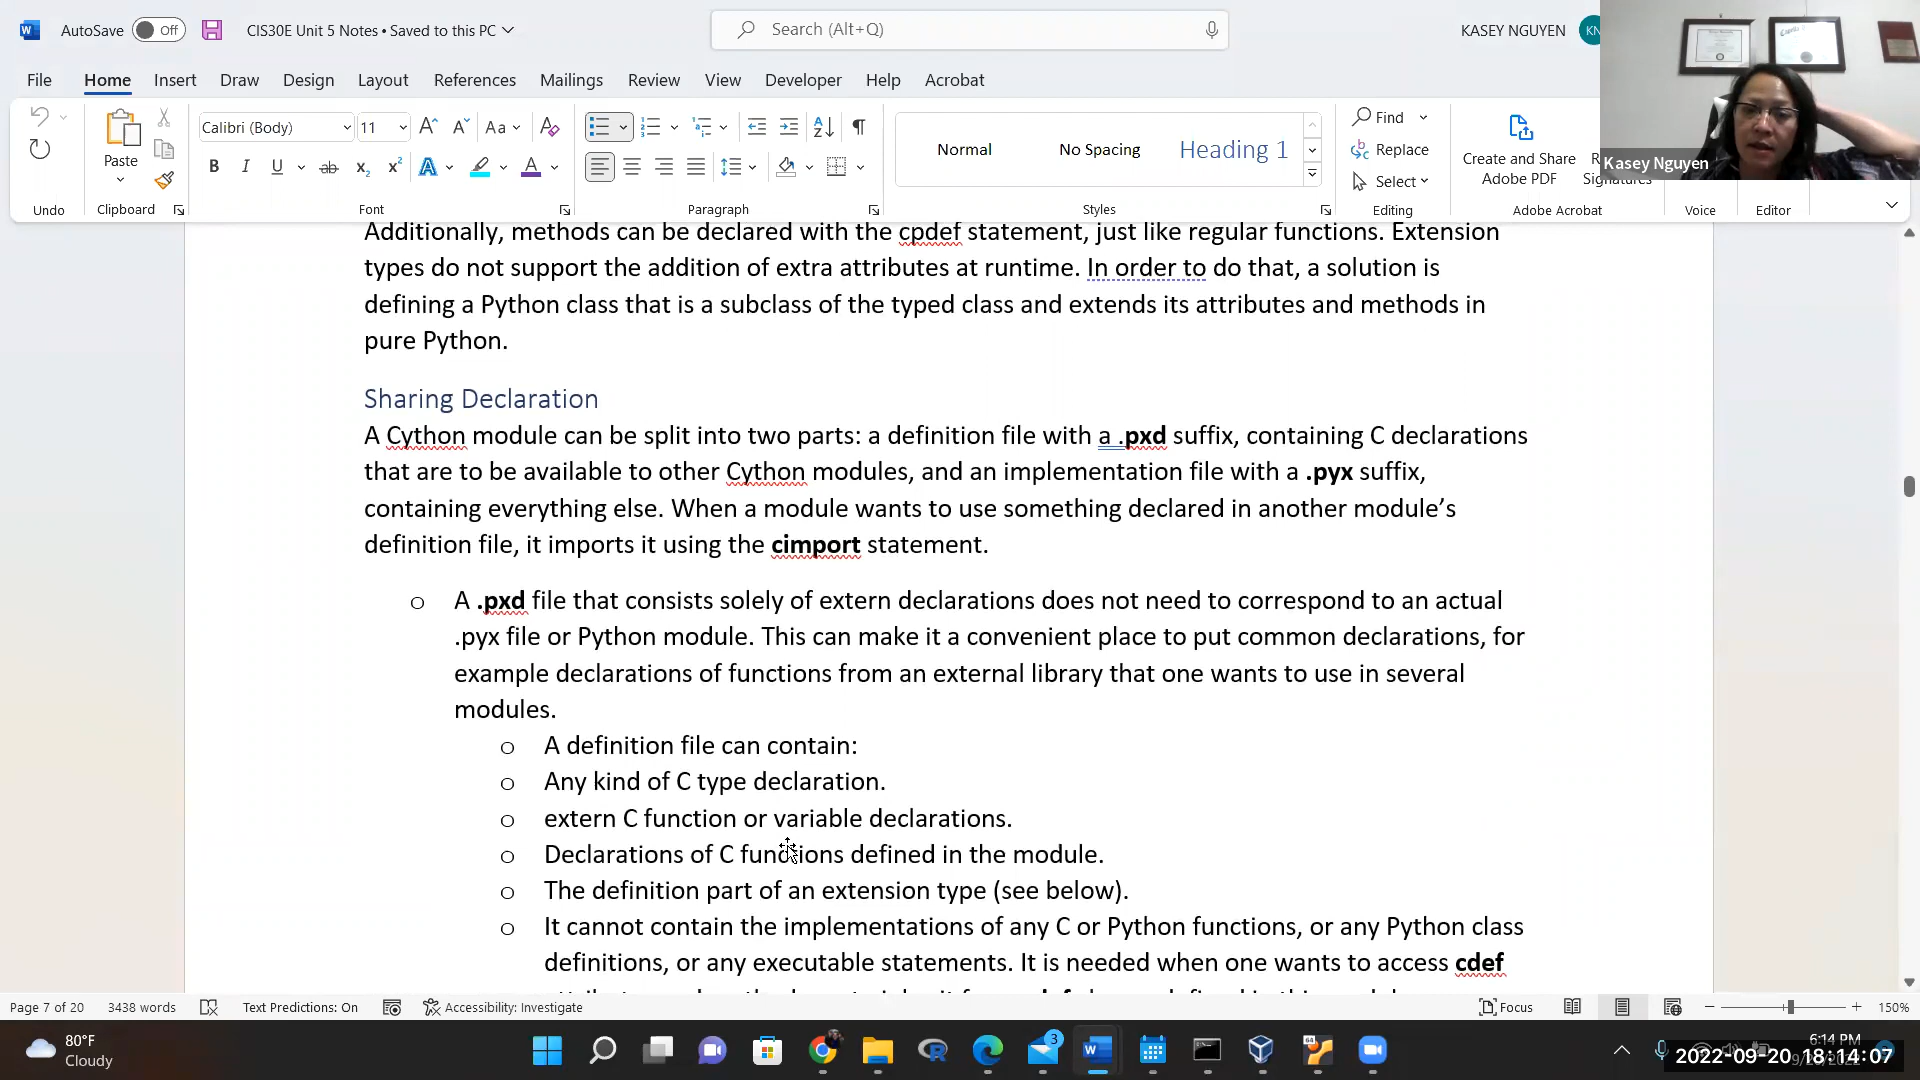 AutoSave Off CIS30E Unit 5 Notes • Saved to this PC Search (Alt+Q) KASEY NGUYEN KN
File Home Insert Draw Design Layout References Mailings Review View Developer Help Acrobat
Calibri (Body) 11
Paste
Normal No Spacing Heading 1
Find
Replace
Select
Create and Share
Adobe PDF
Signatures
Kasey Nguyen
Undo Clipboard Font Paragraph Styles Editing Adobe Acrobat Voice Editor
Additionally, methods can be declared with the cpdef statement, just like regular functions. Extension
types do not support the addition of extra attributes at runtime. In order to do that, a solution is
defining a Python class that is a subclass of the typed class and extends its attributes and methods in
pure Python.
Sharing Declaration
A Cython module can be split into two parts: a definition file with a .pxd suffix, containing C declarations
that are to be available to other Cython modules, and an implementation file with a .pyx suffix,
containing everything else. When a module wants to use something declared in another module’s
definition file, it imports it using the cimport statement.
o A .pxd file that consists solely of extern declarations does not need to correspond to an actual
.pyx file or Python module. This can make it a convenient place to put common declarations, for
example declarations of functions from an external library that one wants to use in several
modules.
o A definition file can contain:
o Any kind of C type declaration.
o extern C function or variable declarations.
o Declarations of C functions defined in the module.
o The definition part of an extension type (see below).
o It cannot contain the implementations of any C or Python functions, or any Python class
definitions, or any executable statements. It is needed when one wants to access cdef
Page 7 of 20 3438 words Text Predictions: On Accessibility: Investigate Focus 150%
80°F
Cloudy
3
64
6:14 PM
2022-09-20 18:14:07